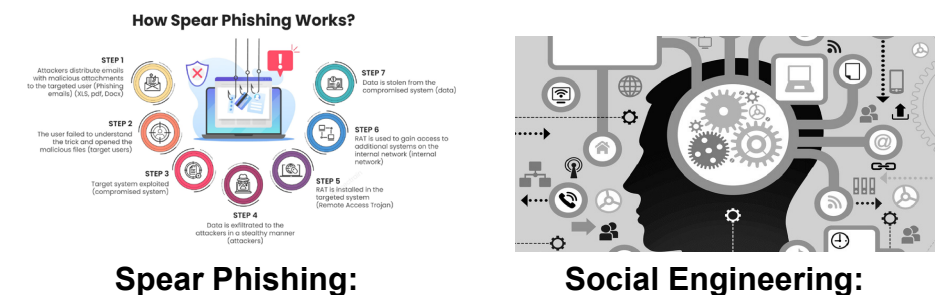 How Spear Phishing Works?
STEP 1
Attackers distribute emails
with malicious attachments
to the targeted user (Phishing
emails) (XLS, pdf, Docx)
STEP 2
The user failed to understand
the trick and opened the
malicious files (target users)
STEP 3
Target system exploited
(compromised system)
STEP 4
Data is exfiltrated to the
attackers in a stealthy manner
(attackers)
STEP 5
RAT is installed in the
targeted system
(Remote Access Trojan)
STEP 6
RAT is used to gain access to
additional systems on the
internal network (internal
network)
STEP 7
Data is stolen from the
compromised system (data)
@
Spear Phishing:
Social Engineering: